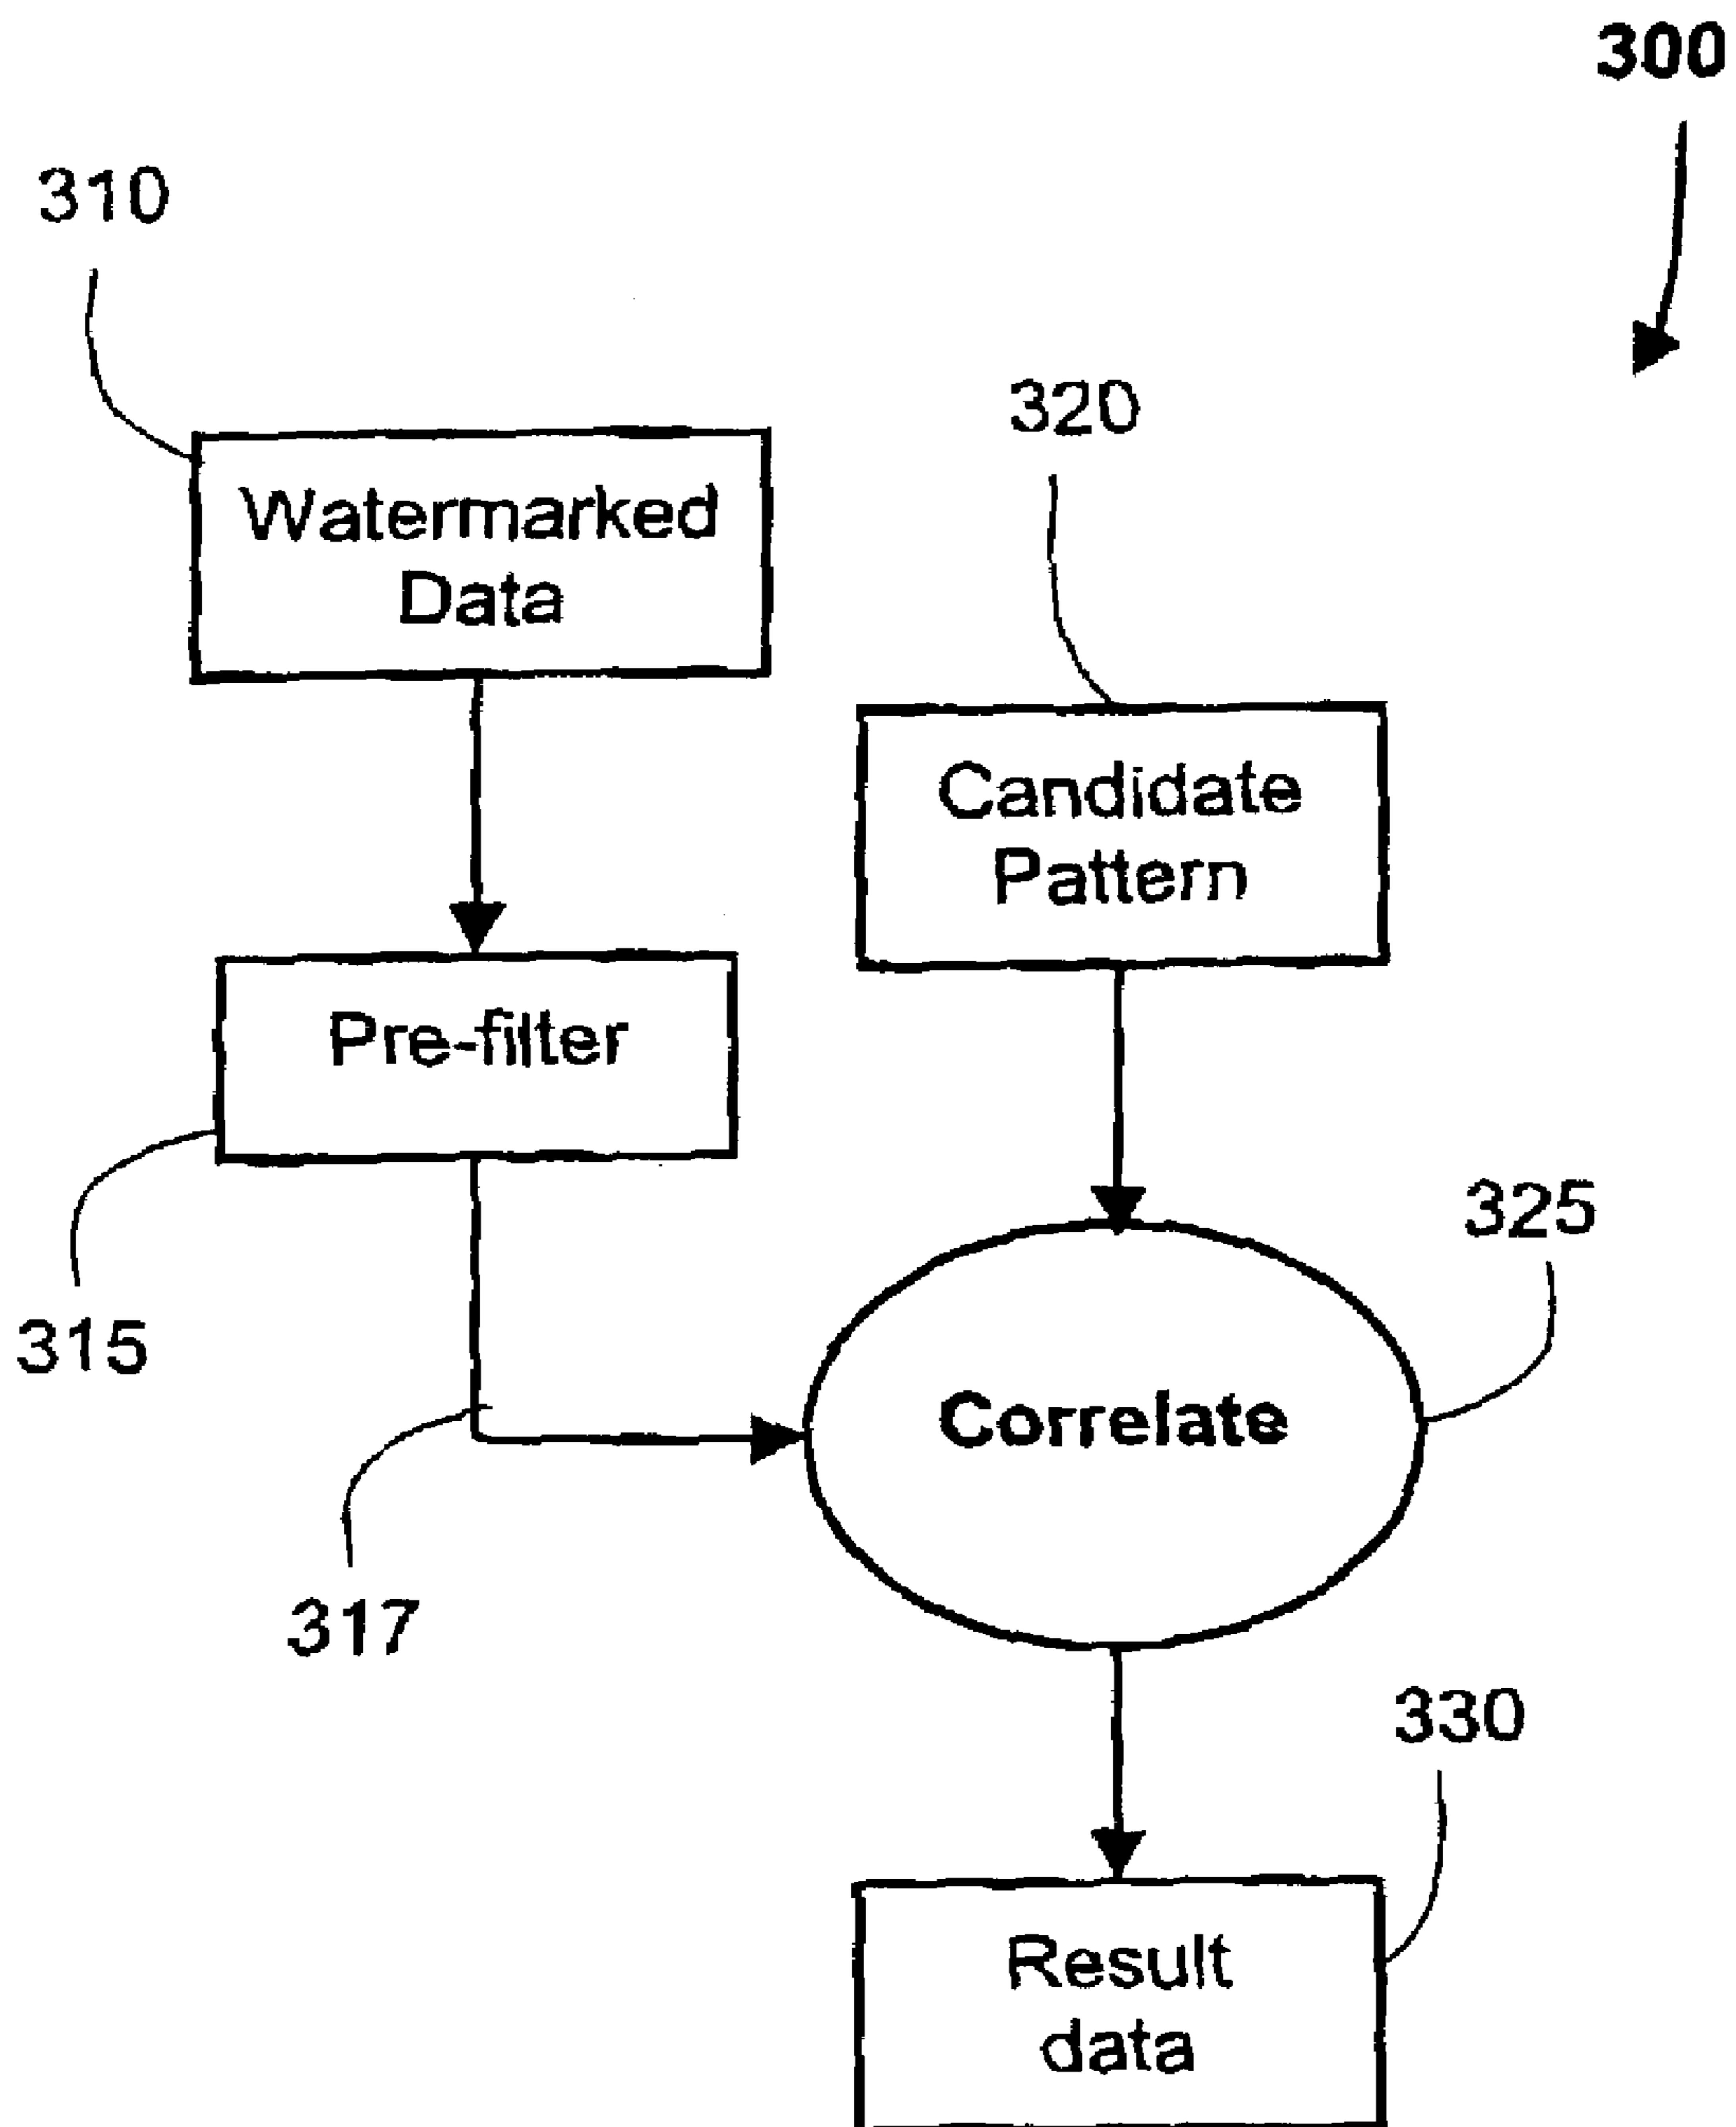 300
310
320
Watermarked
Data
Candidate
Pattern
Pre-filter
325
315
Correlate
317
330
Result
data